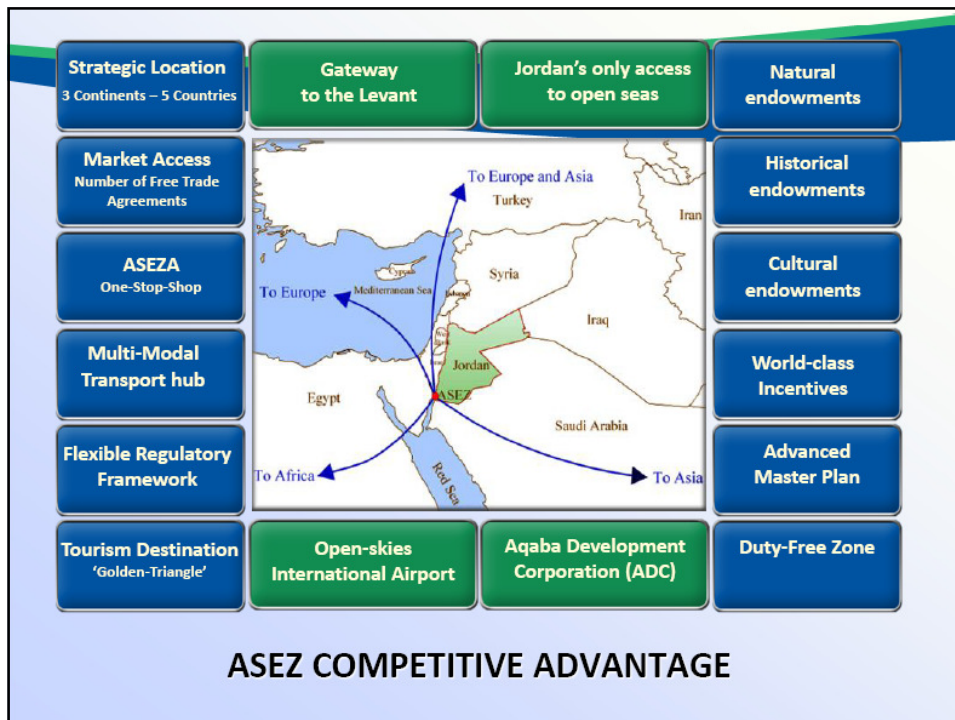 Strategic Location
3 Continents – 5 Countries
Gateway
to the Levant
Jordan's only access
to open seas
Natural
endowments
Market Access
Number of Free Trade
Agreements
Historical
endowments
ASEZA
One-Stop-Shop
Cultural
endowments
Multi-Modal
Transport hub
World-class
Incentives
Flexible Regulatory
Framework
Advanced
Master Plan
Tourism Destination
‘Golden-Triangle’
Open-skies
International Airport
Aqaba Development
Corporation (ADC)
Duty-Free Zone
To Europe and Asia
Turkey
Iran
Cyprus
Syria
To Europe
Mediterranean Sea
Lebanon
Iraq
West
Bank
Jordan
Egypt
ASEZ
Saudi Arabia
To Africa
Red Sea
To Asia
ASEZ COMPETITIVE ADVANTAGE